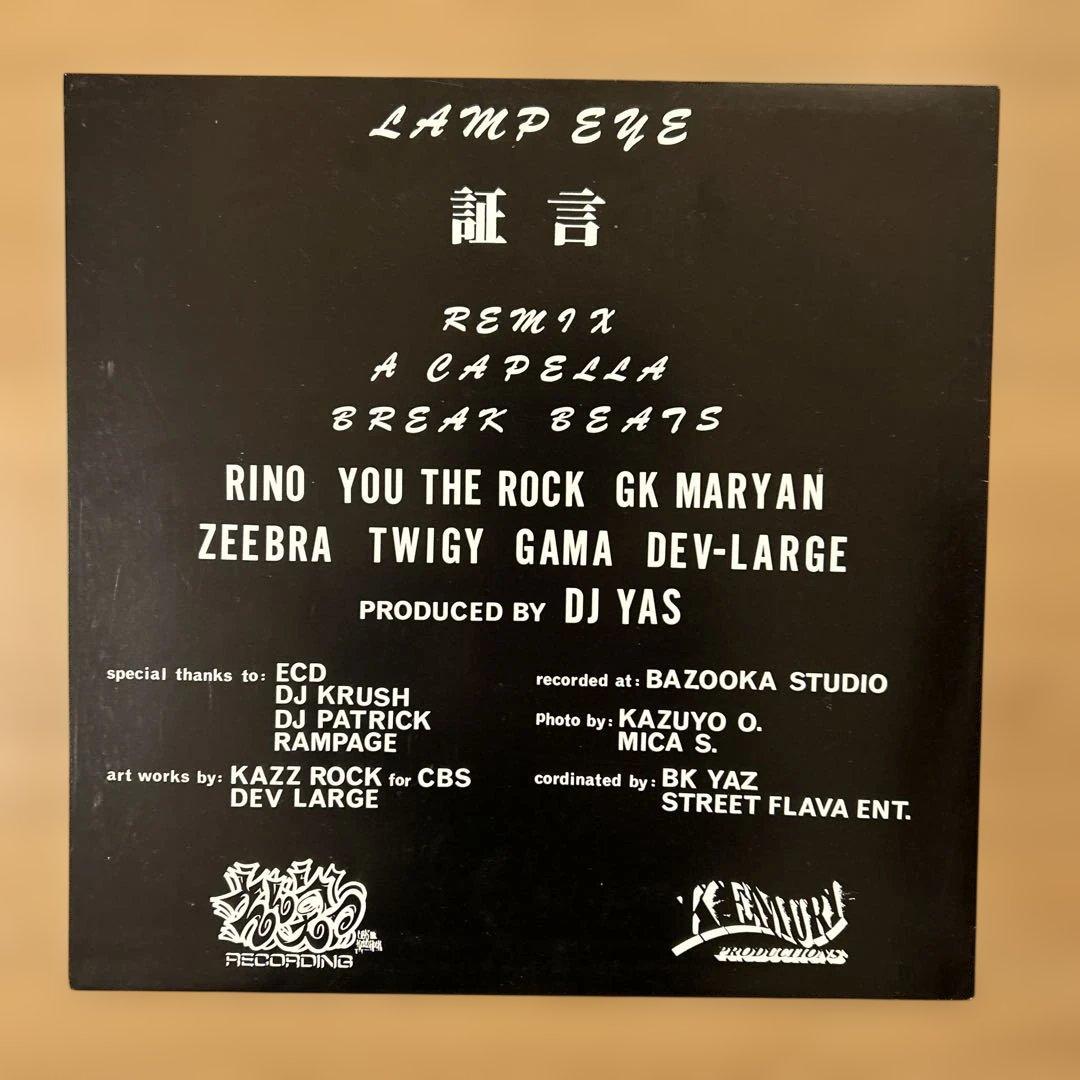 LAMP EYE
証言
REMIX
A CAPELLA
BREAK BEATS
RINO YOU THE ROCK GK MARYAN
ZEEBRA TWIGY GAMA DEV-LARGE
PRODUCED BY DJ YAS
special thanks to: ECD
DJ KRUSH
DJ PATRICK
RAMPAGE
art works by: KAZZ ROCK for CBS
DEV LARGE
recorded at: BAZOOKA STUDIO
photo by: KAZUYO O.
MICA S.
cordinated by: BK YAZ
STREET FLAVA ENT.
RECORDING
PRODUCTIONS